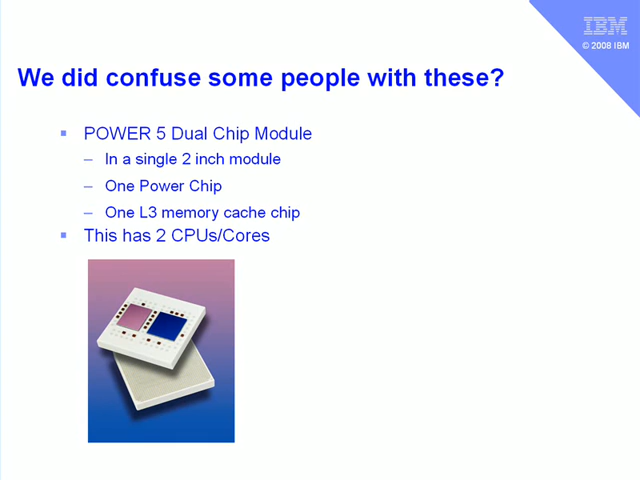 IBM
© 2008 IBM
We did confuse some people with these?
▪ POWER 5 Dual Chip Module
– In a single 2 inch module
– One Power Chip
– One L3 memory cache chip
▪ This has 2 CPUs/Cores